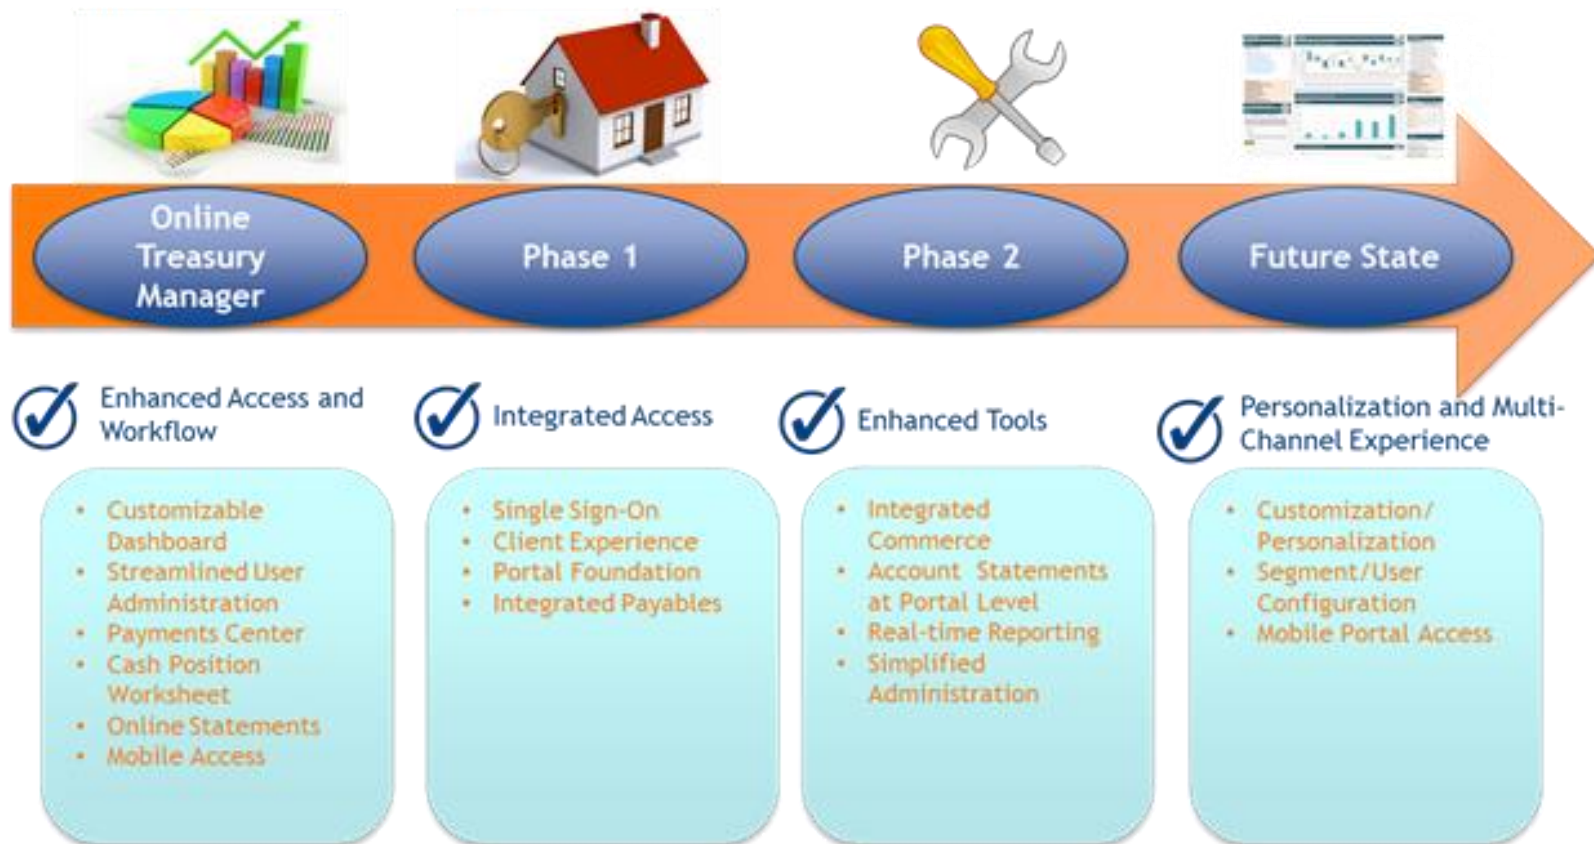 Online
Treasury
Manager
Phase 1
Phase 2
Future State
Enhanced Access and
Workflow
Integrated Access
Enhanced Tools
Personalization and Multi-
Channel Experience
• Customizable
Dashboard
• Streamlined User
Administration
• Payments Center
• Cash Position
Worksheet
• Online Statements
• Mobile Access
• Single Sign-On
• Client Experience
• Portal Foundation
• Integrated Payables
• Integrated
Commerce
• Account Statements
at Portal Level
• Real-time Reporting
• Simplified
Administration
• Customization/
Personalization
• Segment/User
Configuration
• Mobile Portal Access